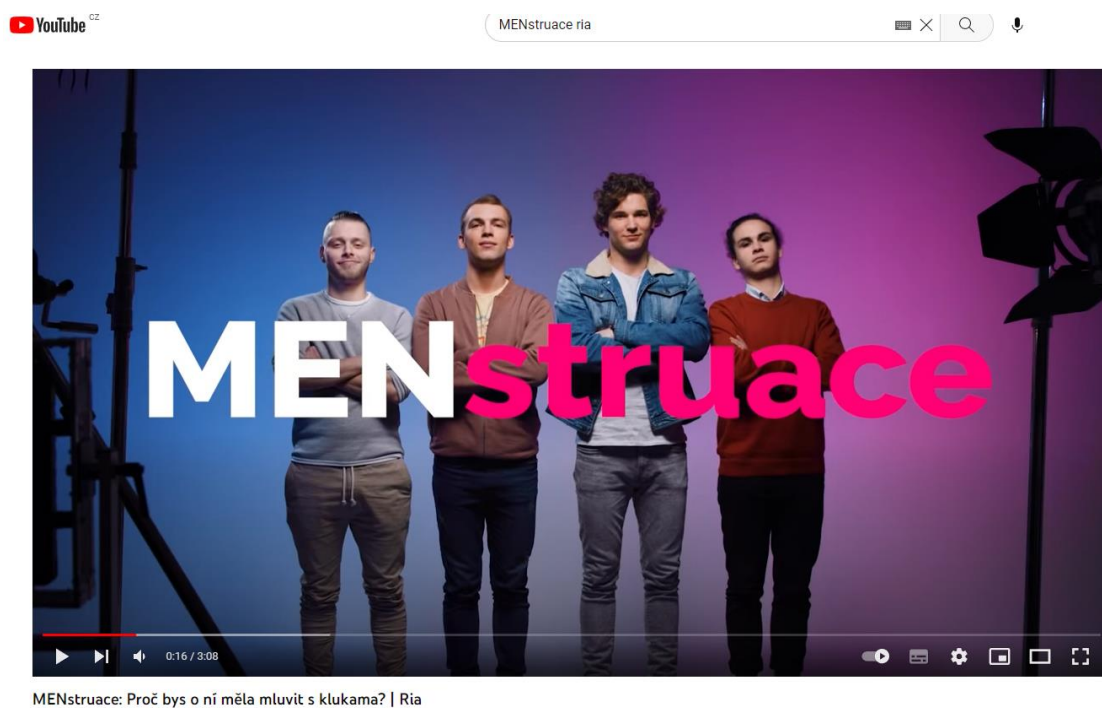 YouTube CZ
MENstruace ria
MENstruace
0:16 / 3:08
MENstruace: Proč bys o ní měla mluvit s klukama? | Ria